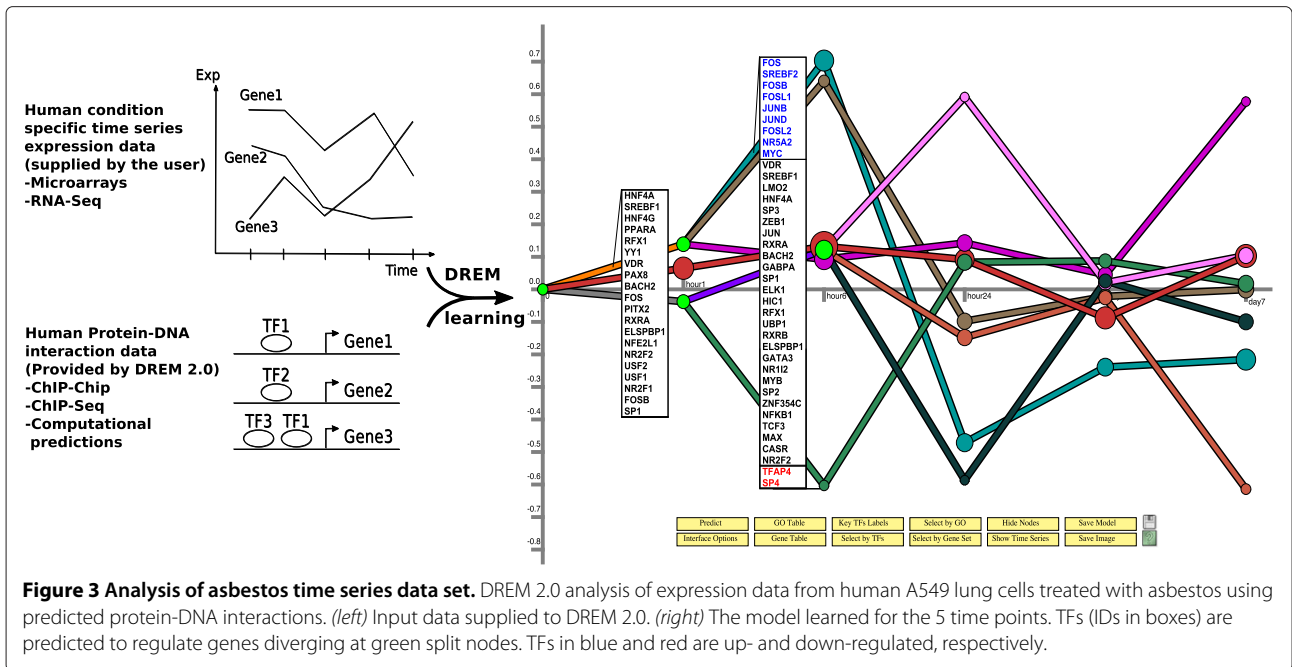 Human condition
specific time series
expression data
(supplied by the user)
-Microarrays
-RNA-Seq
Exp
Gene1
Gene2
Gene3
Time
Human Protein-DNA
interaction data
(Provided by DREM 2.0)
-ChIP-Chip
-ChIP-Seq
-Computational
predictions
TF1
Gene1
TF2
Gene2
TF3 TF1
Gene3
DREM
learning
0.7
0.6
0.5
0.4
0.3
0.2
0.1
0.0
-0.1
-0.2
-0.3
-0.4
-0.5
-0.6
-0.7
-0.8
0
hour1
hour6
hour24
day7
HNF4A
SREBF1
HNF4G
PPARA
RFX1
YY1
VDR
PAX8
BACH2
FOS
PITX2
RXRA
ELSPBP1
NFE2L1
NR2F2
USF2
USF1
NR2F1
FOSB
SP1
FOS
SREBF2
FOSB
FOSL1
JUNB
JUND
FOSL2
NR5A2
MYC
VDR
SREBF1
LMO2
HNF4A
SP3
ZEB1
JUN
RXRA
BACH2
GABPA
SP1
ELK1
HIC1
RFX1
UBP1
RXRB
ELSPBP1
GATA3
NR1I2
MYB
SP2
ZNF354C
NFKB1
TCF3
MAX
CASR
NR2F2
TFAP4
SP4
Predict GO Table Key TFs Labels Select by GO Hide Nodes Save Model
Interface Options Gene Table Select by TFs Select by Gene Set Show Time Series Save Image
Figure 3 Analysis of asbestos time series data set. DREM 2.0 analysis of expression data from human A549 lung cells treated with asbestos using
predicted protein-DNA interactions. (left) Input data supplied to DREM 2.0. (right) The model learned for the 5 time points. TFs (IDs in boxes) are
predicted to regulate genes diverging at green split nodes. TFs in blue and red are up- and down-regulated, respectively.